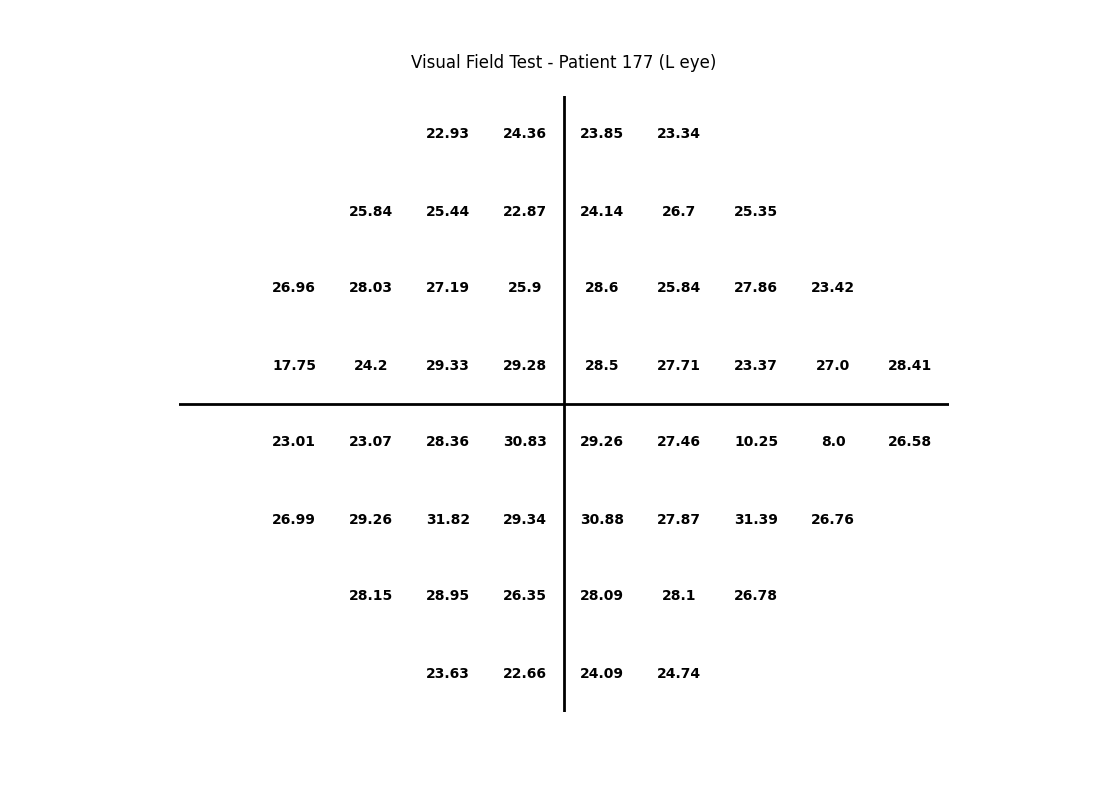 Visual Field Test - Patient 177 (L eye)
22.93 24.36 23.85 23.34
25.84 25.44 22.87 24.14 26.7 25.35
26.96 28.03 27.19 25.9 28.6 25.84 27.86 23.42
17.75 24.2 29.33 29.28 28.5 27.71 23.37 27.0 28.41
23.01 23.07 28.36 30.83 29.26 27.46 10.25 8.0 26.58
26.99 29.26 31.82 29.34 30.88 27.87 31.39 26.76
28.15 28.95 26.35 28.09 28.1 26.78
23.63 22.66 24.09 24.74